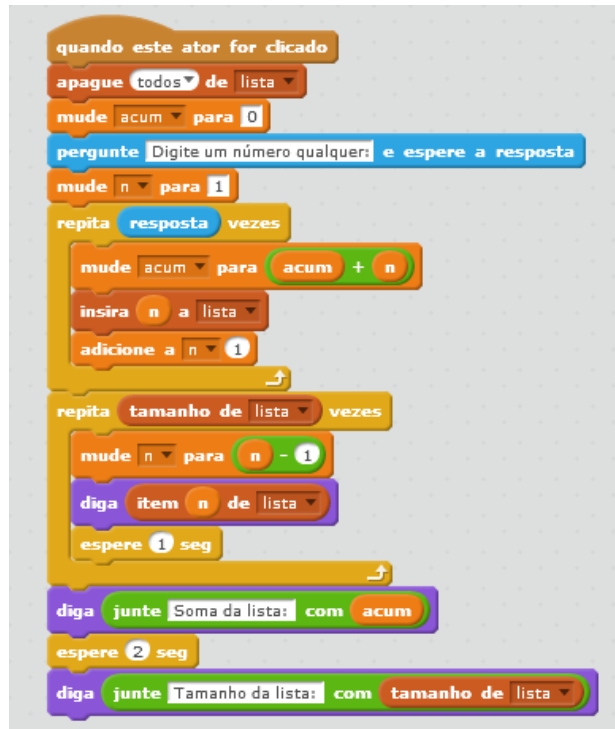 quando este ator for clicado
apague todos de lista
mude acum para 0
pergunte Digite um número qualquer: e espere a resposta
mude n para 1
repita resposta vezes
mude acum para acum + n
insira n a lista
adicione a n 1
repita tamanho de lista vezes
mude n para n - 1
diga item n de lista
espere 1 seg
diga junte Soma da lista: com acum
espere 2 seg
diga junte Tamanho da lista: com tamanho de lista